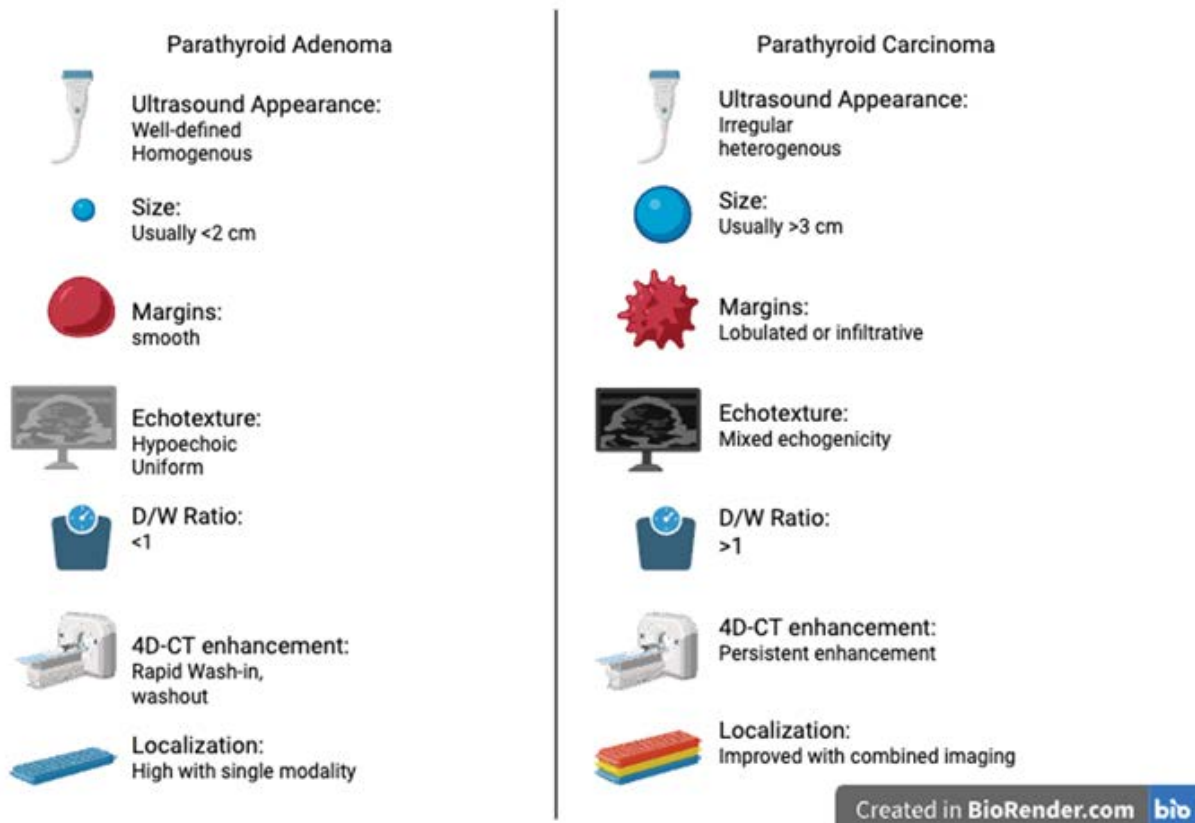 Parathyroid Adenoma
Ultrasound Appearance:
Well-defined
Homogenous
Size:
Usually <2 cm
Margins:
smooth
Echotexture:
Hypoechoic
Uniform
D/W Ratio:
<1
4D-CT enhancement:
Rapid Wash-in,
washout
Localization:
High with single modality
Parathyroid Carcinoma
Ultrasound Appearance:
Irregular
heterogenous
Size:
Usually >3 cm
Margins:
Lobulated or infiltrative
Echotexture:
Mixed echogenicity
D/W Ratio:
>1
4D-CT enhancement:
Persistent enhancement
Localization:
Improved with combined imaging
Created in BioRender.com bio